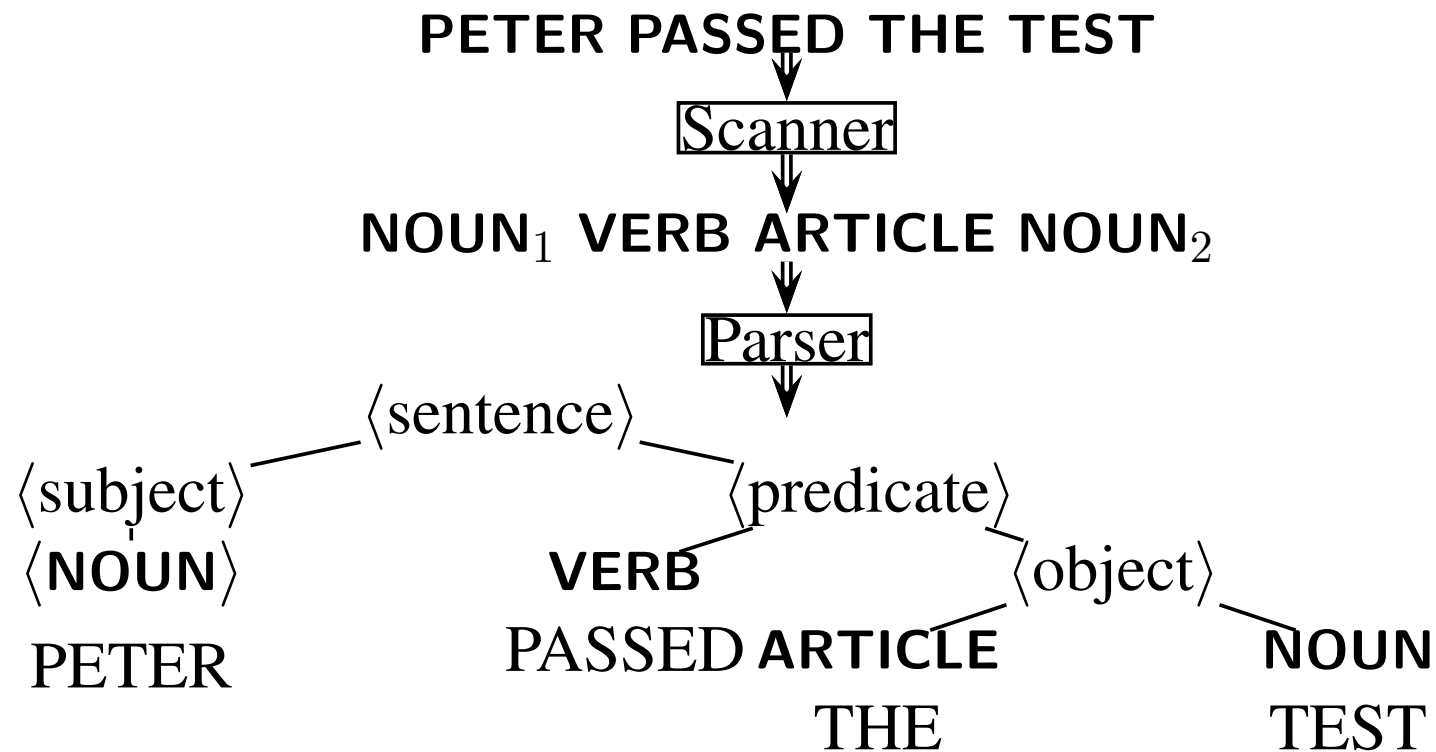 PETER PASSED THE TEST
Scanner
NOUN₁ VERB ARTICLE NOUN₂
Parser
⟨sentence⟩
⟨subject⟩ ⟨predicate⟩
⟨NOUN⟩ VERB ⟨object⟩
PETER PASSED ARTICLE NOUN
THE TEST